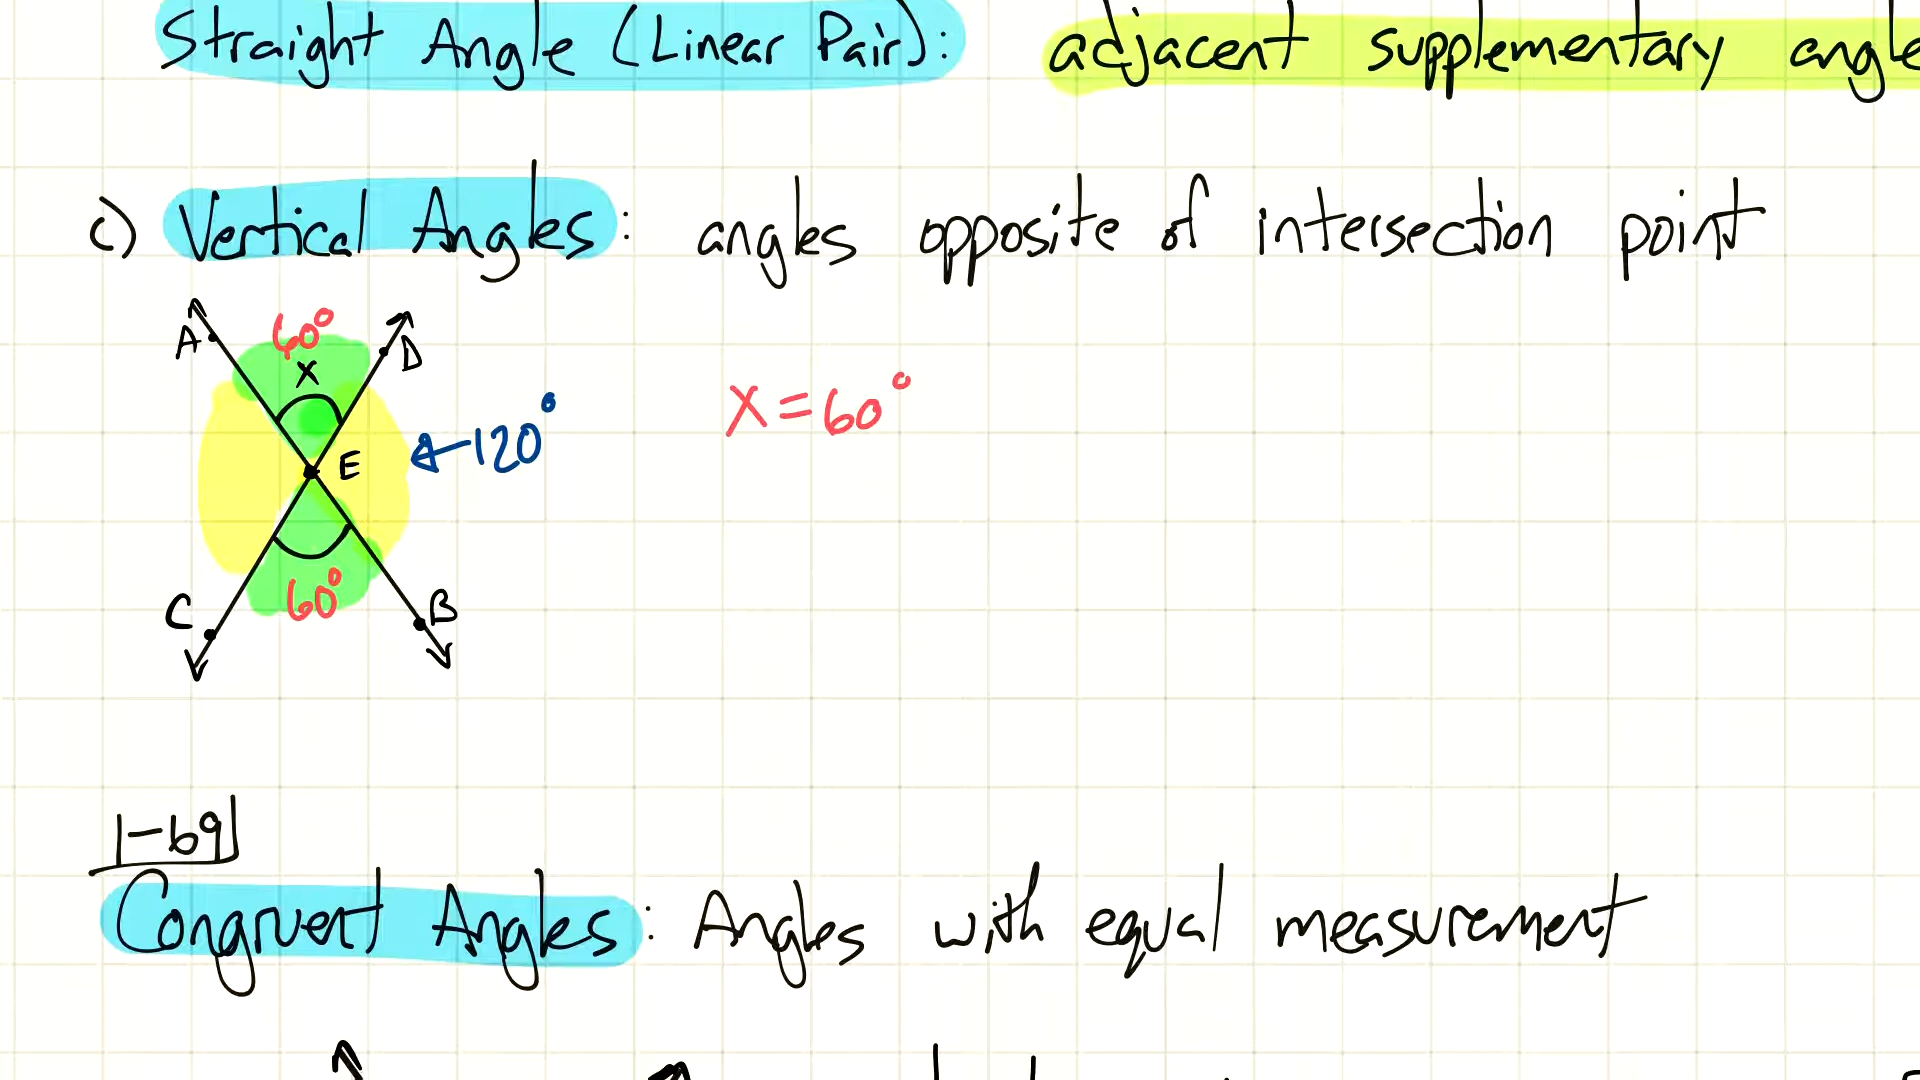 Straight Angle (Linear Pair): adjacent supplementary angle
c) Vertical Angles: angles opposite of intersection point
60°
A D
X
X = 60°
120°
E
60°
C B
1-69
Congruent Angles: Angles with equal measurement